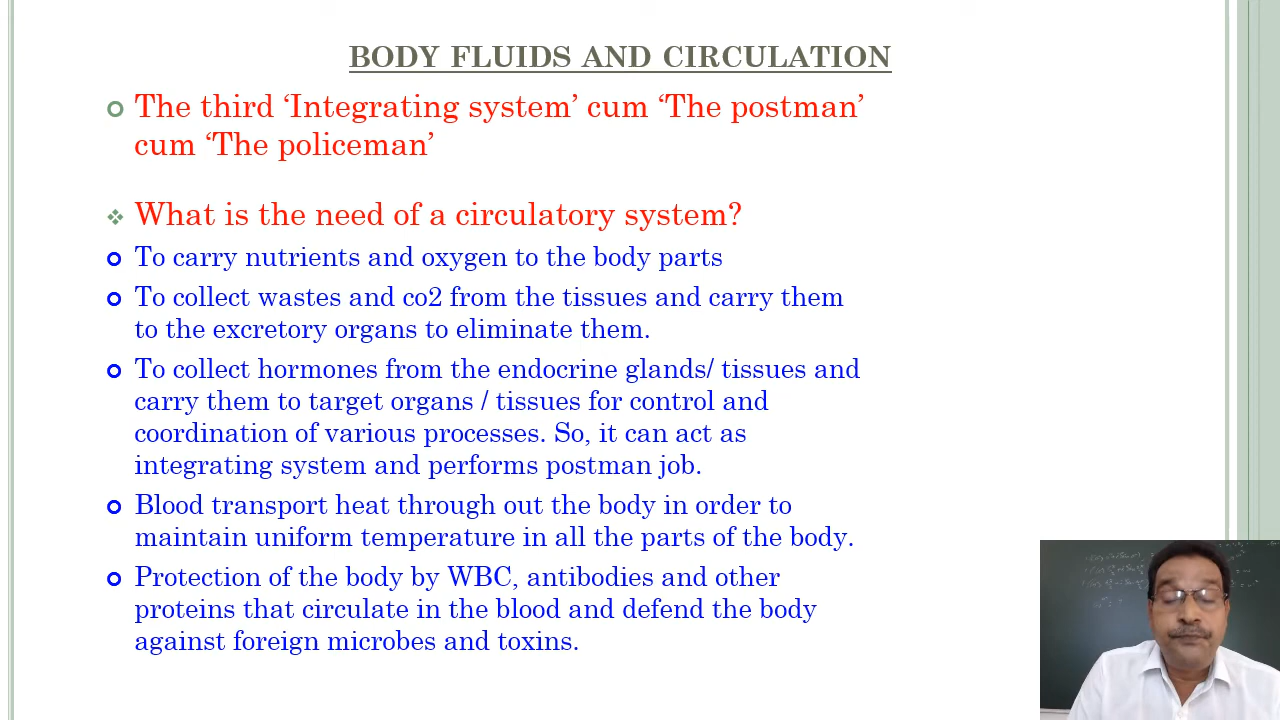 BODY FLUIDS AND CIRCULATION
The third ‘Integrating system’ cum ‘The postman’
cum ‘The policeman’
What is the need of a circulatory system?
To carry nutrients and oxygen to the body parts
To collect wastes and co2 from the tissues and carry them
to the excretory organs to eliminate them.
To collect hormones from the endocrine glands/ tissues and
carry them to target organs / tissues for control and
coordination of various processes. So, it can act as
integrating system and performs postman job.
Blood transport heat through out the body in order to
maintain uniform temperature in all the parts of the body.
Protection of the body by WBC, antibodies and other
proteins that circulate in the blood and defend the body
against foreign microbes and toxins.